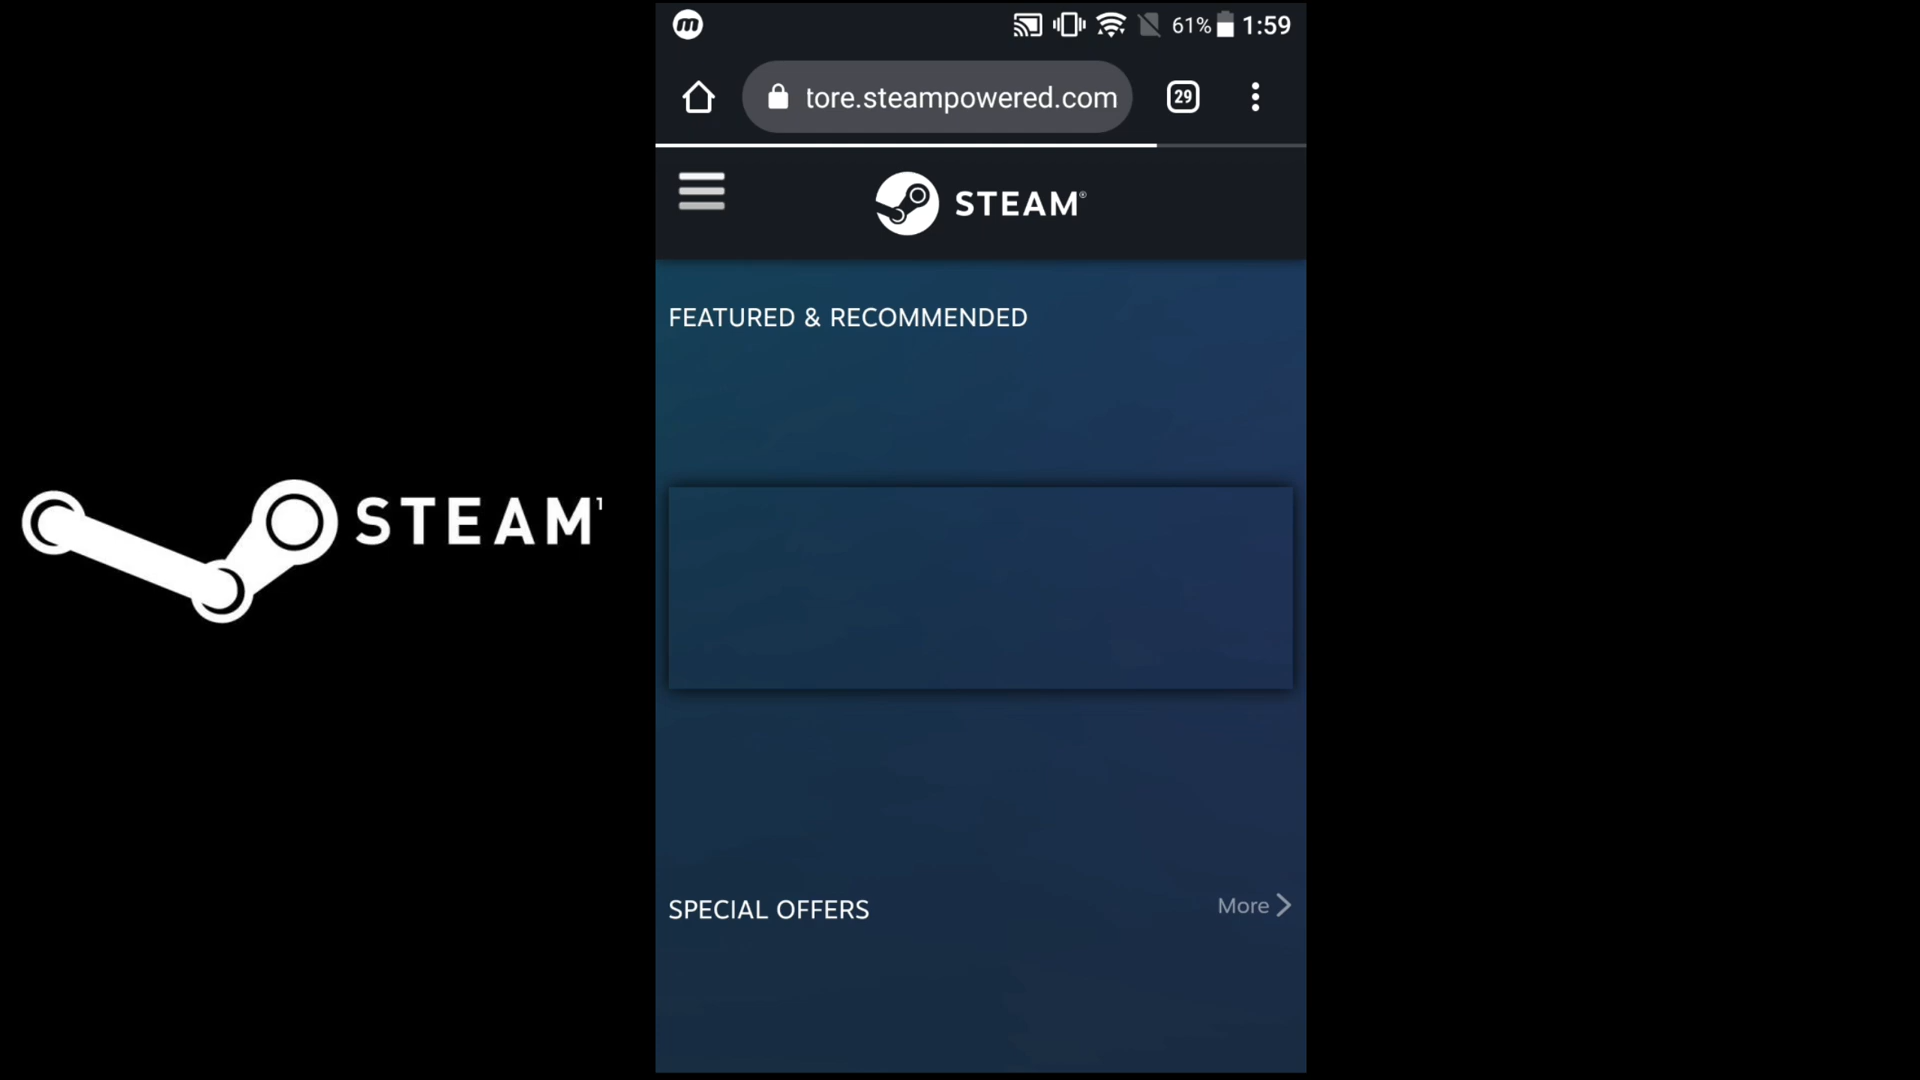 m 61% 1:59
tore.steampowered.com 29
STEAM®
FEATURED & RECOMMENDED
STEAM
SPECIAL OFFERS More